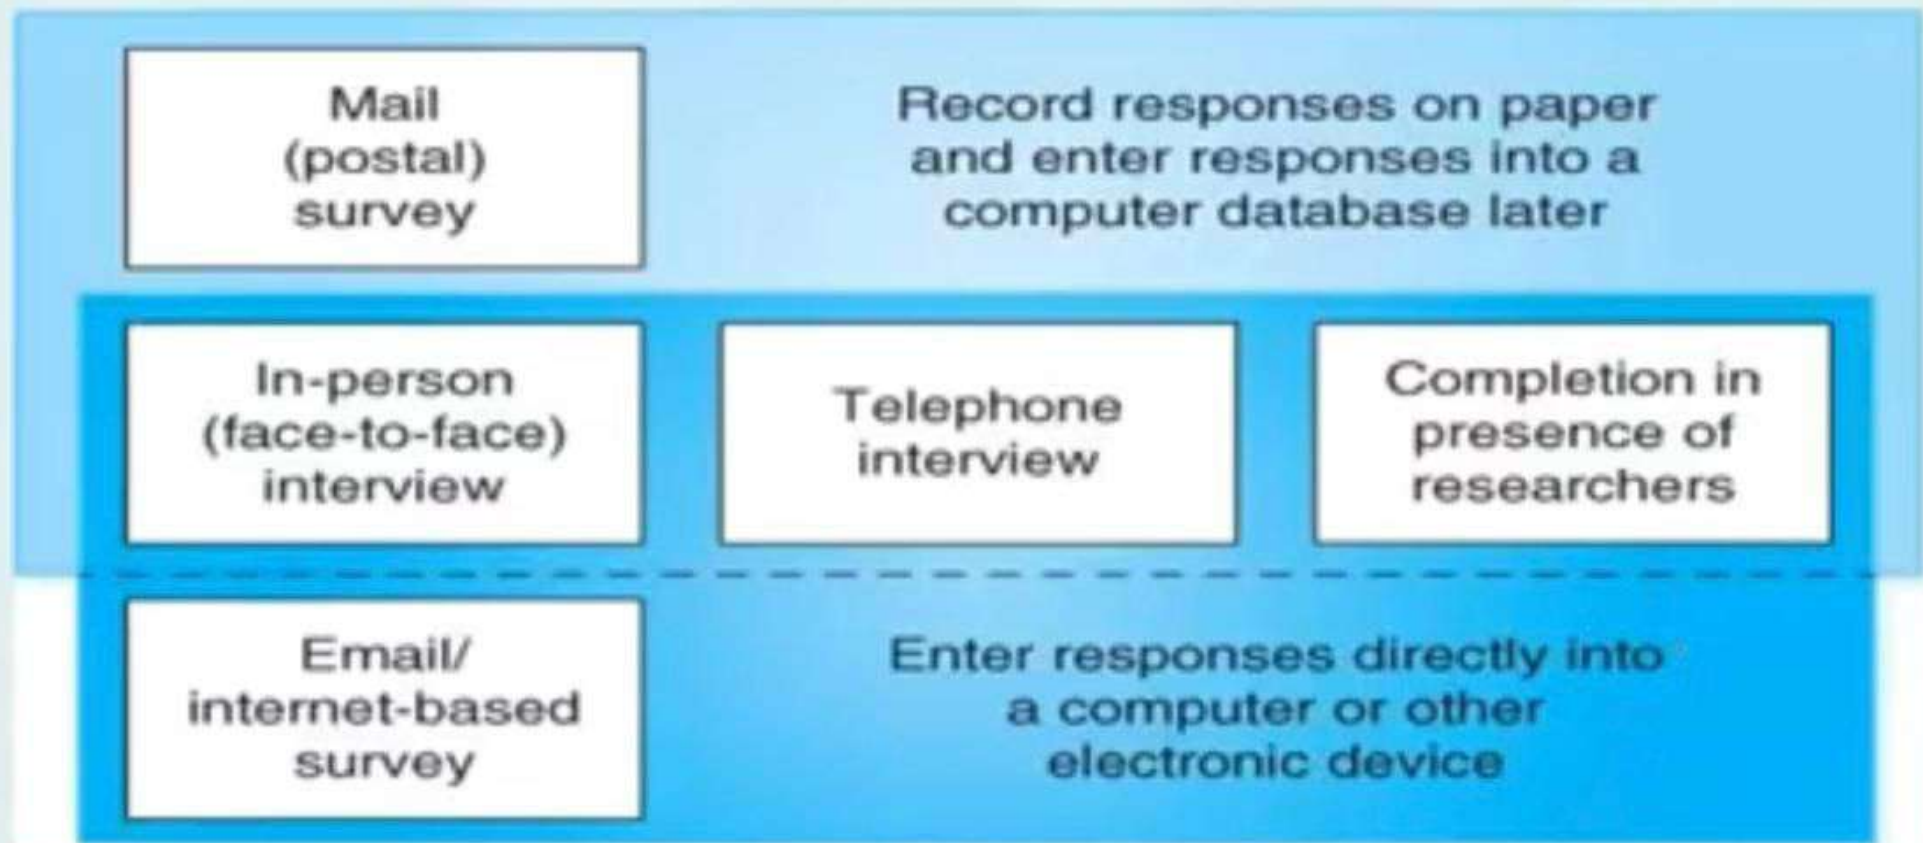 Mail
(postal)
survey
Record responses on paper
and enter responses into a
computer database later
In-person
(face-to-face)
interview
Telephone
interview
Completion in
presence of
researchers
Email/
internet-based
survey
Enter responses directly into
a computer or other
electronic device